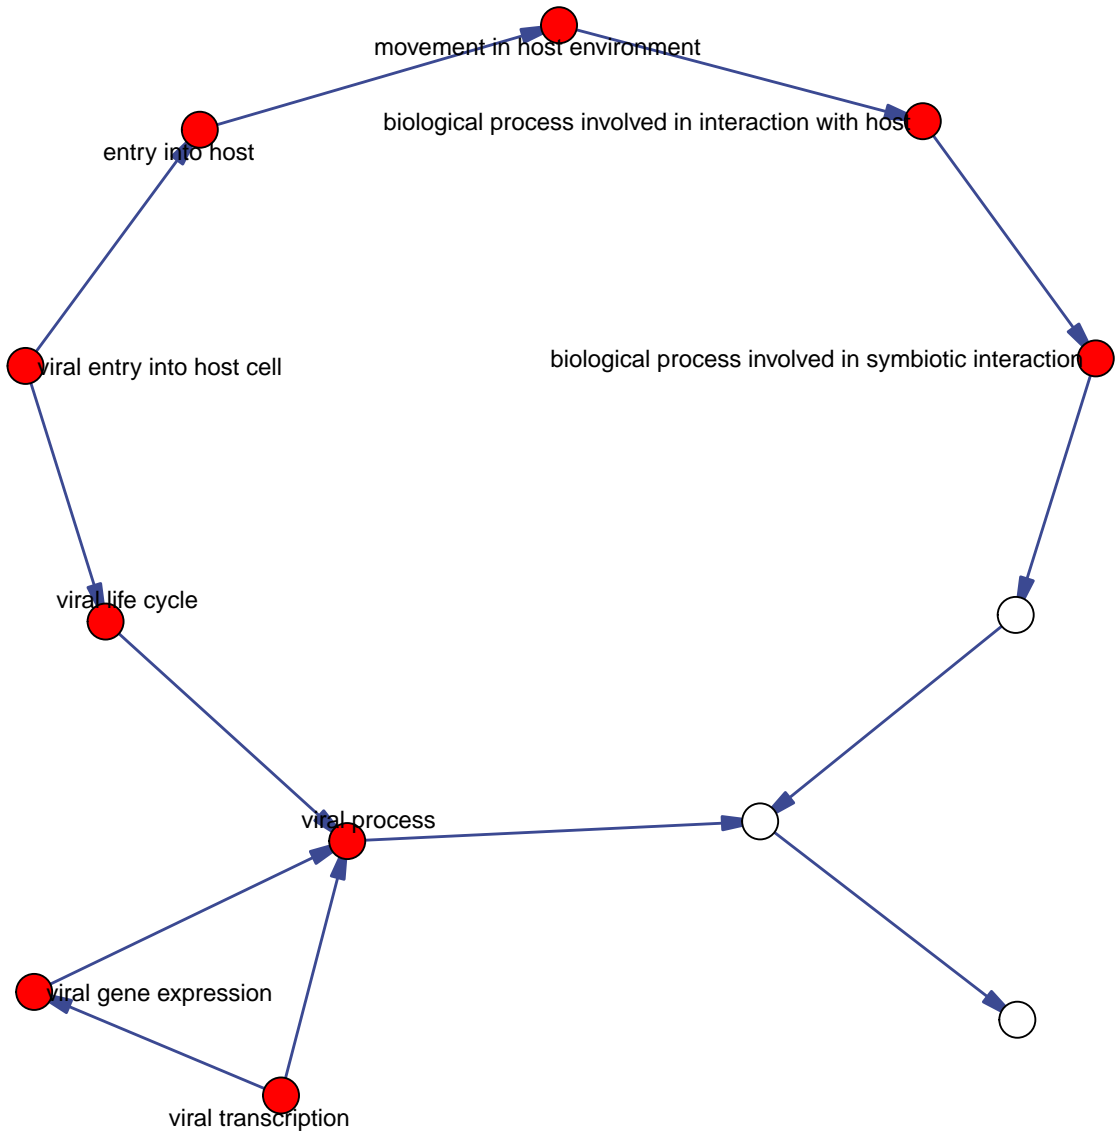 movement in host environment
biological process involved in interaction with host
entry into host
biological process involved in symbiotic interaction
viral entry into host cell
viral life cycle
viral process
viral gene expression
viral transcription